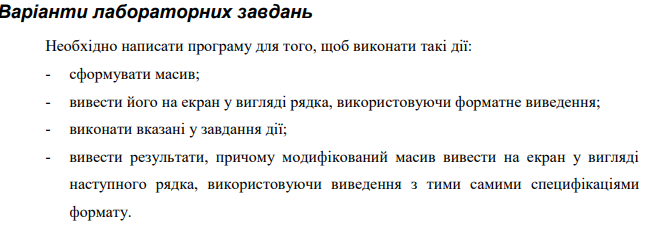 Варіанти лабораторних завдань
Необхідно написати програму для того, щоб виконати такі дії:
- сформувати масив;
- вивести його на екран у вигляді рядка, використовуючи форматне виведення;
- виконати вказані у завдання дії;
- вивести результати, причому модифікований масив вивести на екран у вигляді
наступного рядка, використовуючи виведення з тими самими специфікаціями
формату.